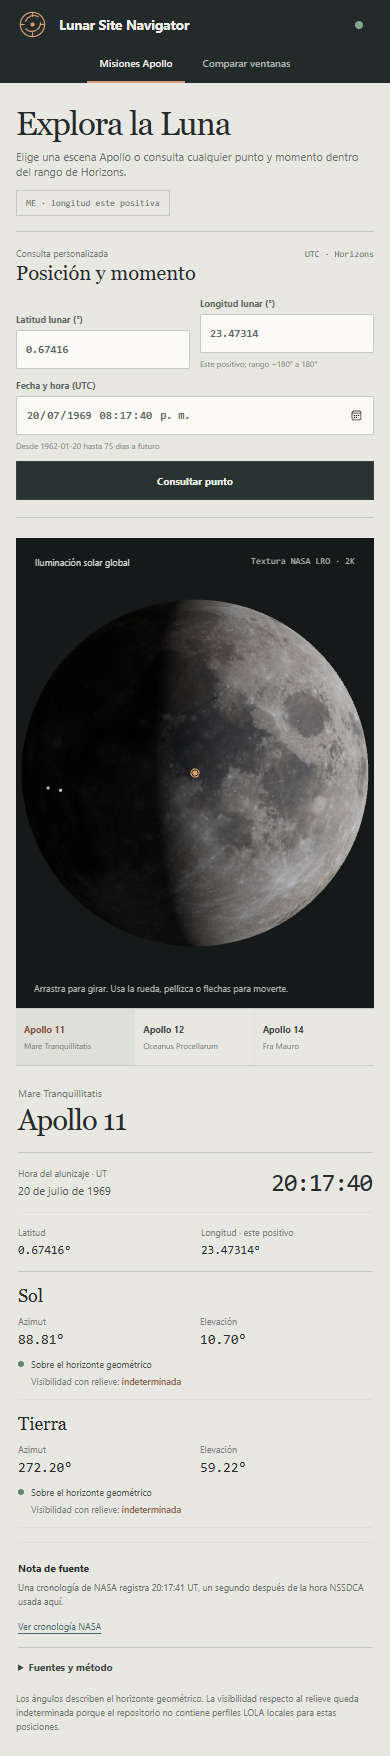 Lunar Site Navigator
Misiones Apollo
Comparar ventanas
Explora la Luna
Elige una escena Apollo o consulta cualquier punto y momento dentro
del rango de Horizons.
ME · longitud este positiva
Consulta personalizada
UTC · Horizons
Posición y momento
Latitud lunar (°)
0.67416
Longitud lunar (°)
23.47314
Este positivo; rango −180° a 180°
Fecha y hora (UTC)
20/07/1969 08:17:40 p. m.
Desde 1962-01-20 hasta 75 días a futuro
Consultar punto
Iluminación solar global
Textura NASA LRO · 2K
Arrastra para girar. Usa la rueda, pellizca o flechas para moverte.
Apollo 11
Mare Tranquillitatis
Apollo 12
Oceanus Procellarum
Apollo 14
Fra Mauro
Mare Tranquillitatis
Apollo 11
Hora del alunizaje · UT
20 de julio de 1969
20:17:40
Latitud
0.67416°
Longitud · este positivo
23.47314°
Sol
Azimut
88.81°
Elevación
10.70°
Sobre el horizonte geométrico
Visibilidad con relieve: indeterminada
Tierra
Azimut
272.20°
Elevación
59.22°
Sobre el horizonte geométrico
Visibilidad con relieve: indeterminada
Nota de fuente
Una cronología de NASA registra 20:17:41 UT, un segundo después de la hora NSSDCA
usada aquí.
Ver cronología NASA
Fuentes y método
Los ángulos describen el horizonte geométrico. La visibilidad respecto al relieve queda
indeterminada porque el repositorio no contiene perfiles LOLA locales para estas
posiciones.